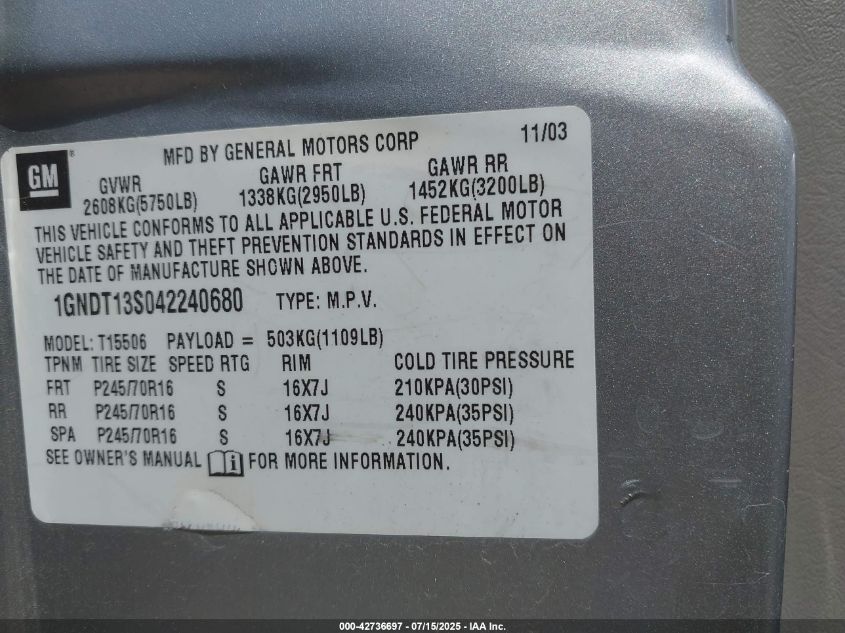 GM
MFD BY GENERAL MOTORS CORP 11/03
GVWR GAWR FRT GAWR RR
2608KG(5750LB) 1338KG(2950LB) 1452KG(3200LB)
THIS VEHICLE CONFORMS TO ALL APPLICABLE U.S. FEDERAL MOTOR
VEHICLE SAFETY AND THEFT PREVENTION STANDARDS IN EFFECT ON
THE DATE OF MANUFACTURE SHOWN ABOVE.
1GNDT13S042240680 TYPE: M.P.V.
MODEL: T15506 PAYLOAD = 503KG(1109LB)
TPNM TIRE SIZE SPEED RTG RIM COLD TIRE PRESSURE
FRT P245/70R16 S 16X7J 210KPA(30PSI)
RR P245/70R16 S 16X7J 240KPA(35PSI)
SPA P245/70R16 S 16X7J 240KPA(35PSI)
SEE OWNER'S MANUAL i FOR MORE INFORMATION.
000-42736697 - 07/15/2025 - IAA Inc.